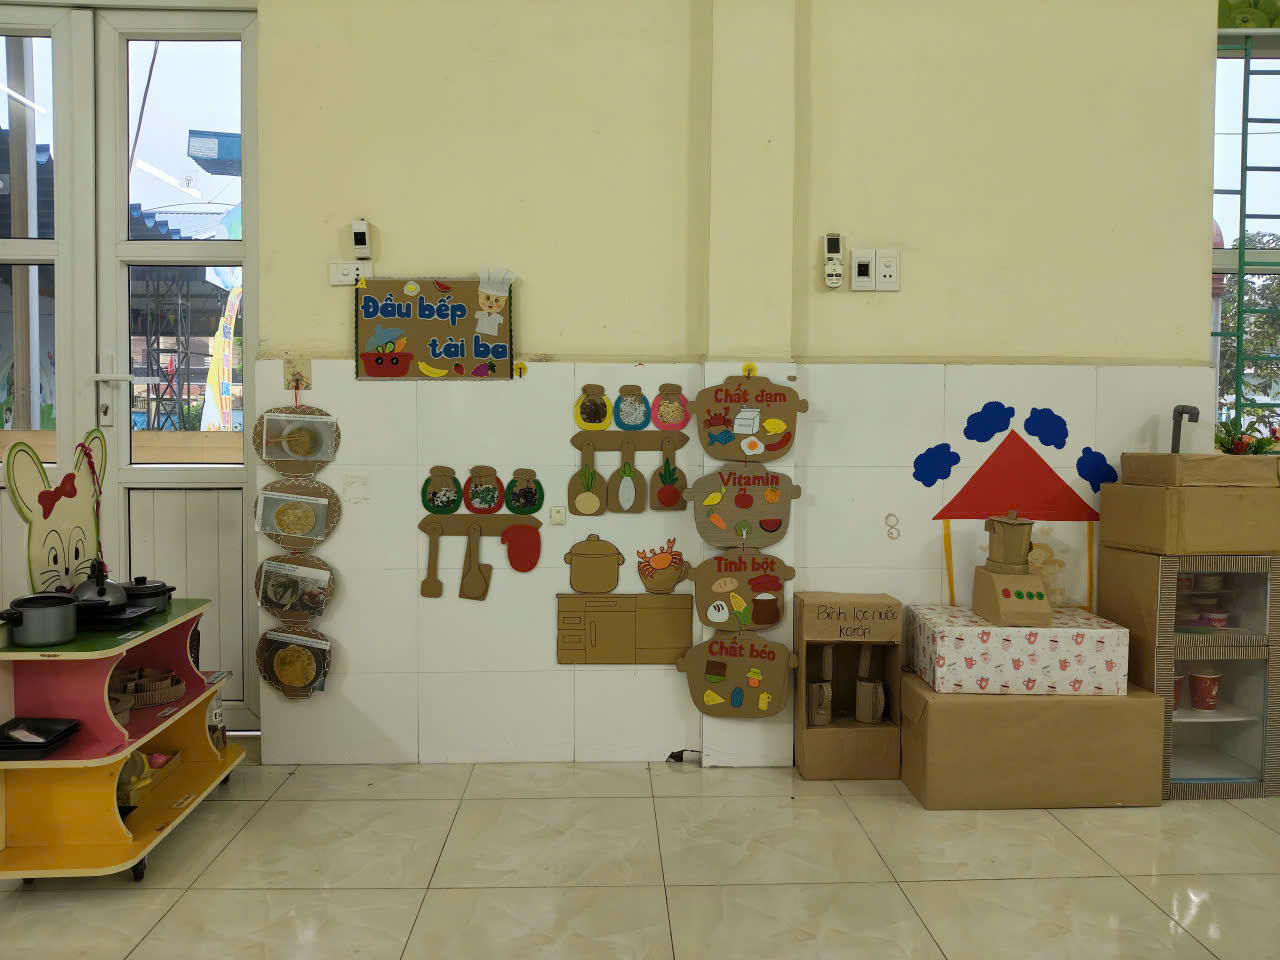 Đầu bếp
tài ba
Chất đạm
Vitamin
Tinh bột
Chất béo
Bình lọc nước
Karofi